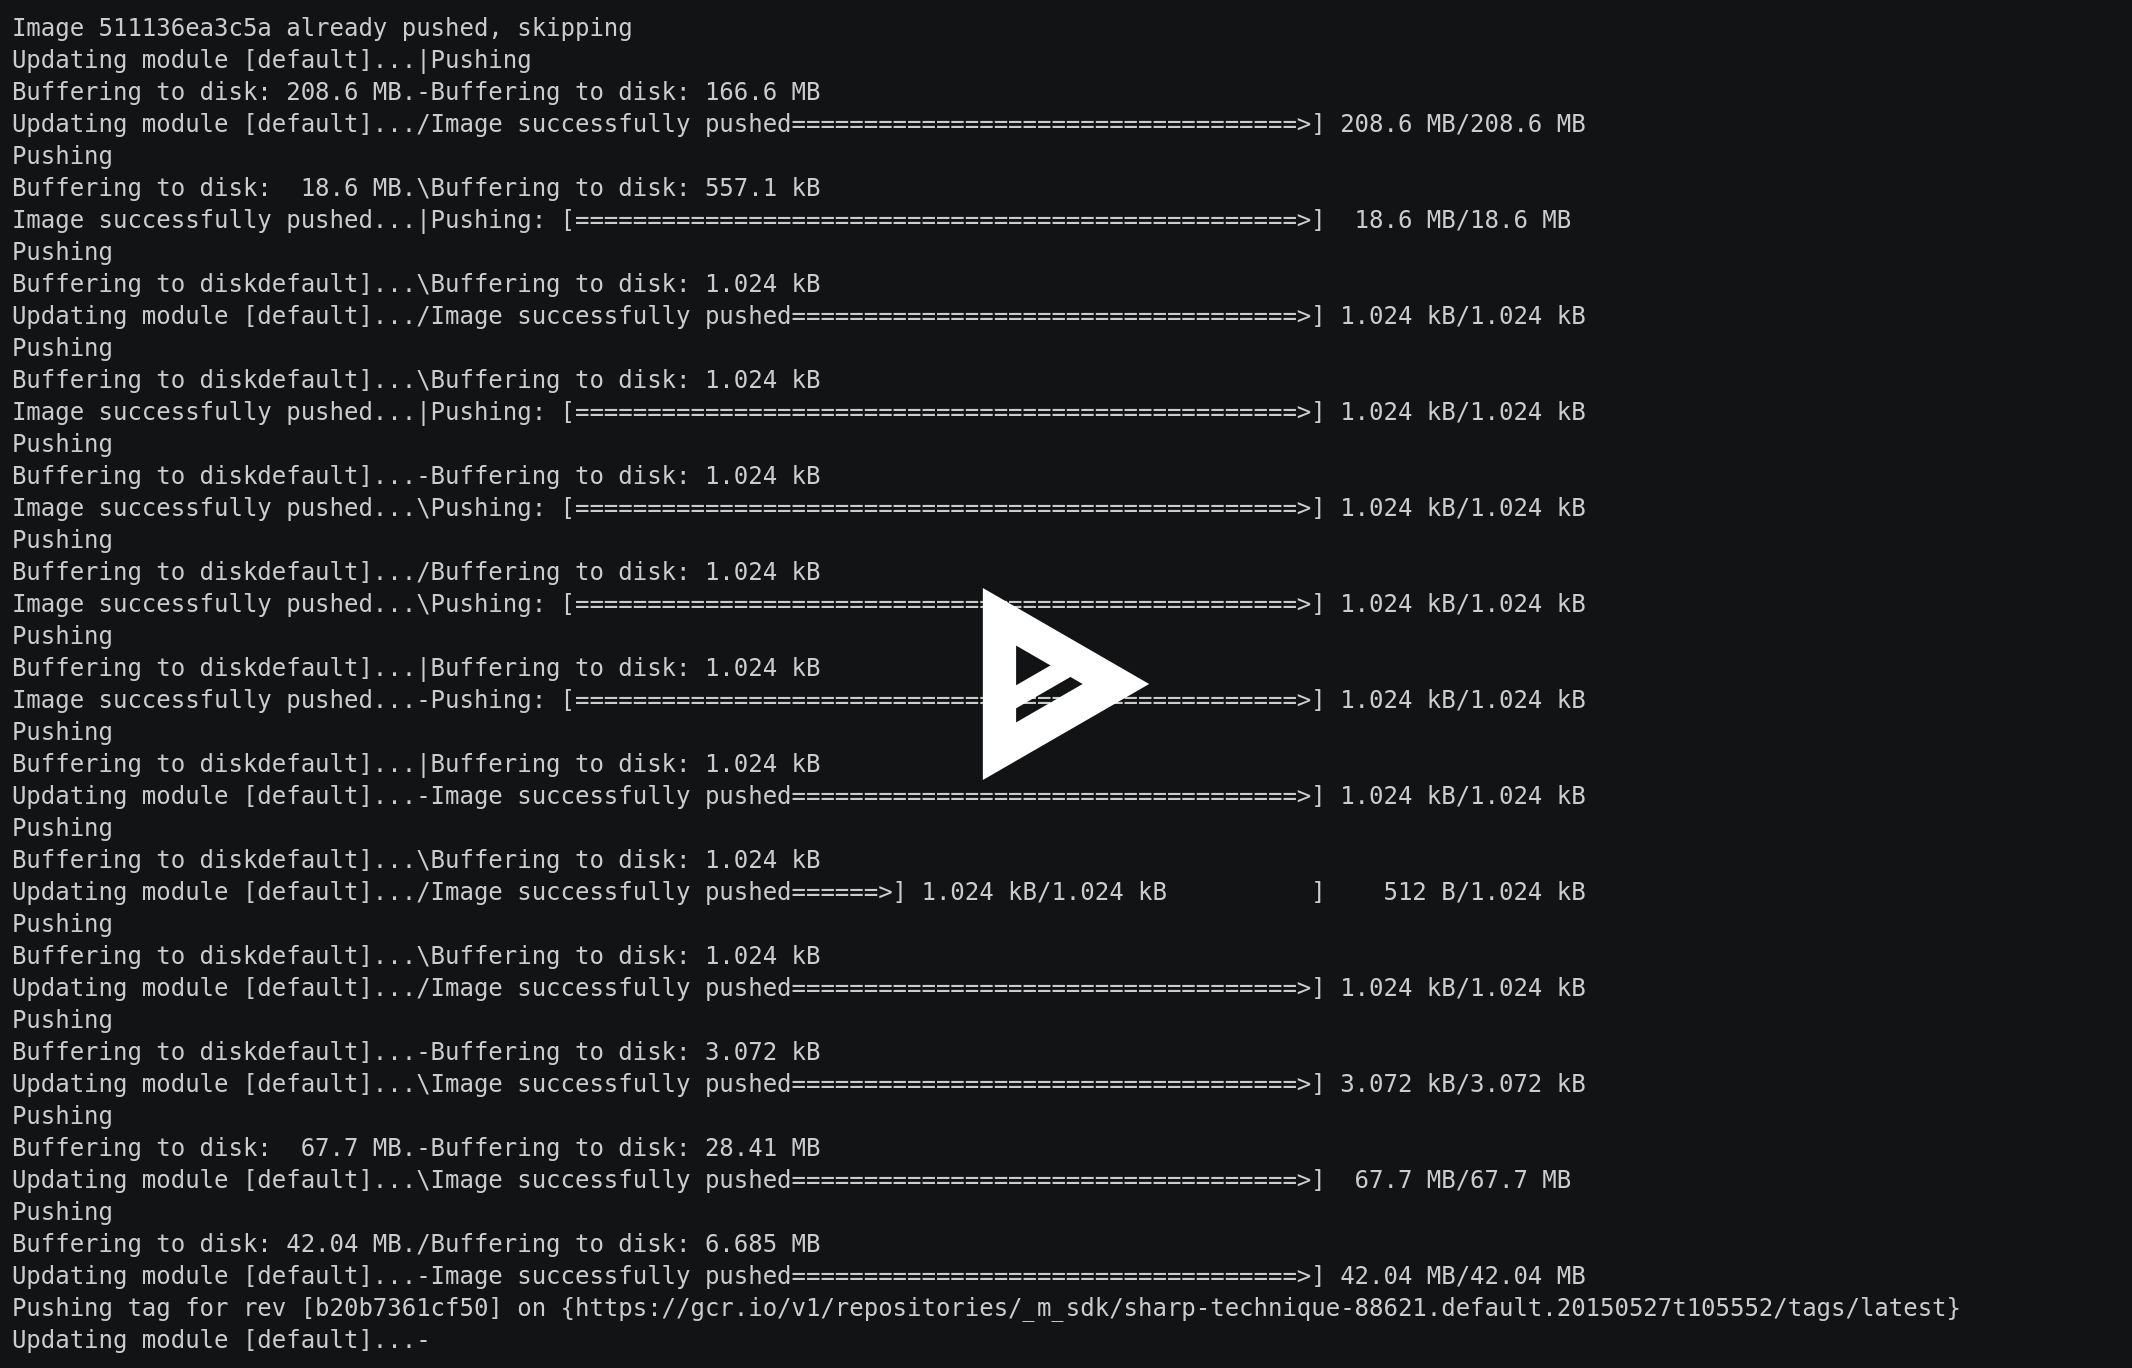 Image 511136ea3c5a already pushed, skipping
Updating module [default]...|Pushing
Buffering to disk: 208.6 MB.-Buffering to disk: 166.6 MB
Updating module [default].../Image successfully pushed===================================>] 208.6 MB/208.6 MB
Pushing
Buffering to disk:  18.6 MB.\Buffering to disk: 557.1 kB
Image successfully pushed...|Pushing: [==================================================>]  18.6 MB/18.6 MB
Pushing
Buffering to diskdefault]...\Buffering to disk: 1.024 kB
Updating module [default].../Image successfully pushed===================================>] 1.024 kB/1.024 kB
Pushing
Buffering to diskdefault]...\Buffering to disk: 1.024 kB
Image successfully pushed...|Pushing: [==================================================>] 1.024 kB/1.024 kB
Pushing
Buffering to diskdefault]...-Buffering to disk: 1.024 kB
Image successfully pushed...\Pushing: [==================================================>] 1.024 kB/1.024 kB
Pushing
Buffering to diskdefault].../Buffering to disk: 1.024 kB
Image successfully pushed...\Pushing: [==================================================>] 1.024 kB/1.024 kB
Pushing
Buffering to diskdefault]...|Buffering to disk: 1.024 kB
Image successfully pushed...-Pushing: [==================================================>] 1.024 kB/1.024 kB
Pushing
Buffering to diskdefault]...|Buffering to disk: 1.024 kB
Updating module [default]...-Image successfully pushed===================================>] 1.024 kB/1.024 kB
Pushing
Buffering to diskdefault]...\Buffering to disk: 1.024 kB
Updating module [default].../Image successfully pushed======>] 1.024 kB/1.024 kB          ]    512 B/1.024 kB
Pushing
Buffering to diskdefault]...\Buffering to disk: 1.024 kB
Updating module [default].../Image successfully pushed===================================>] 1.024 kB/1.024 kB
Pushing
Buffering to diskdefault]...-Buffering to disk: 3.072 kB
Updating module [default]...\Image successfully pushed===================================>] 3.072 kB/3.072 kB
Pushing
Buffering to disk:  67.7 MB.-Buffering to disk: 28.41 MB
Updating module [default]...\Image successfully pushed===================================>]  67.7 MB/67.7 MB
Pushing
Buffering to disk: 42.04 MB./Buffering to disk: 6.685 MB
Updating module [default]...-Image successfully pushed===================================>] 42.04 MB/42.04 MB
Pushing tag for rev [b20b7361cf50] on {https://gcr.io/v1/repositories/_m_sdk/sharp-technique-88621.default.20150527t105552/tags/latest}
Updating module [default]...-